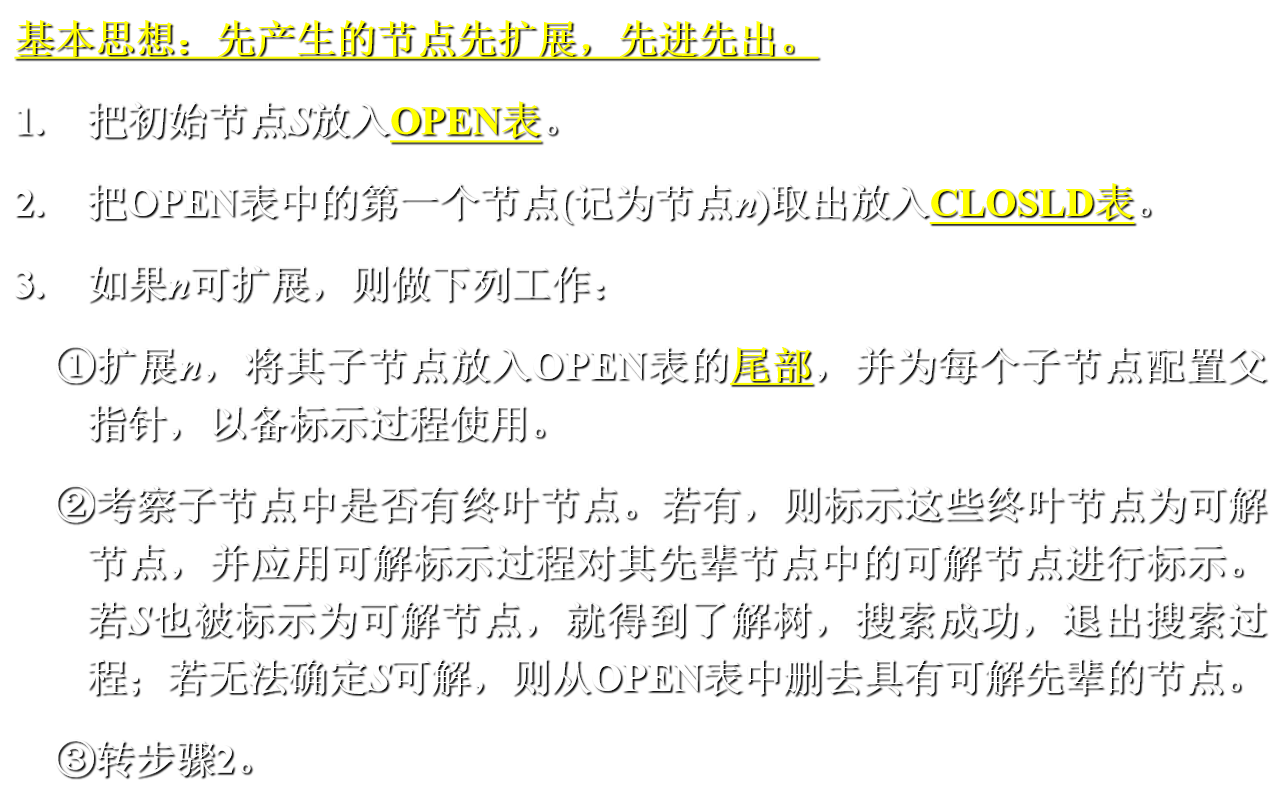 基本思想：先产生的节点先扩展，先进先出。
1. 把初始节点S放入OPEN表。
2. 把OPEN表中的第一个节点(记为节点n)取出放入CLOSLD表。
3. 如果n可扩展，则做下列工作：
①扩展n，将其子节点放入OPEN表的尾部，并为每个子节点配置父
指针，以备标示过程使用。
②考察子节点中是否有终叶节点。若有，则标示这些终叶节点为可解
节点，并应用可解标示过程对其先辈节点中的可解节点进行标示。
若S也被标示为可解节点，就得到了解树，搜索成功，退出搜索过
程；若无法确定S可解，则从OPEN表中删去具有可解先辈的节点。
③转步骤2。